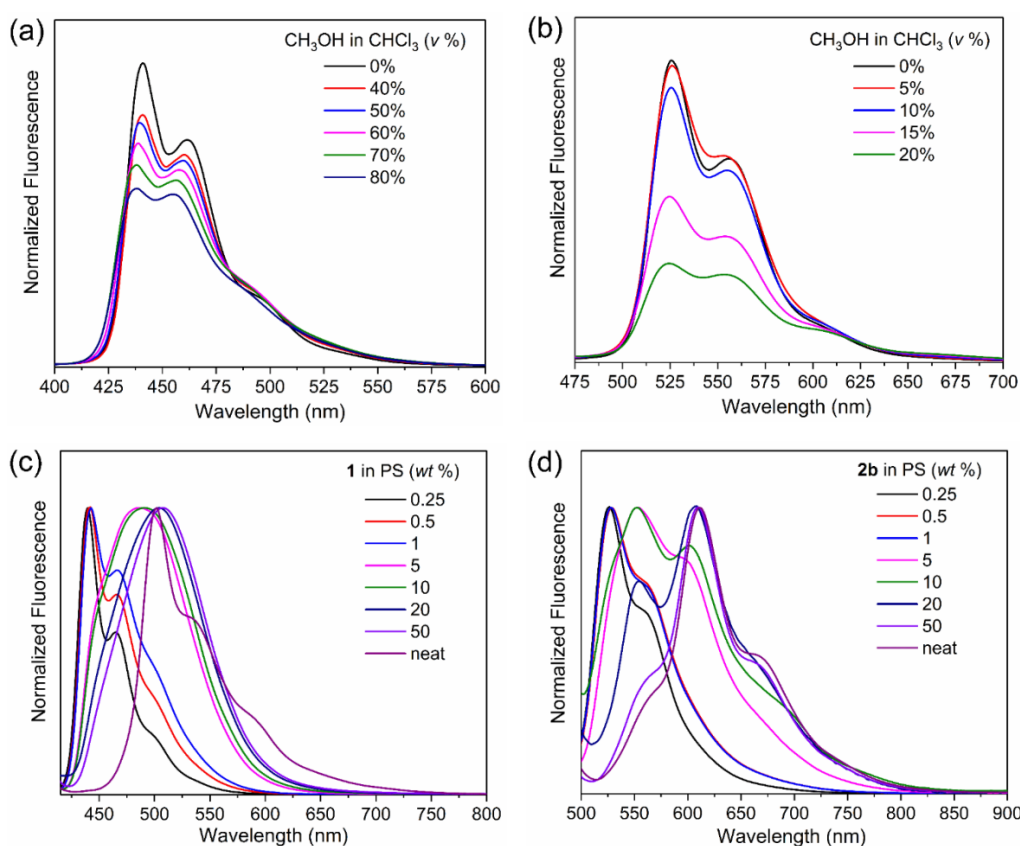 (a)
CH₃OH in CHCl₃ (v %)
0%
40%
50%
60%
70%
80%
Normalized Fluorescence
400 425 450 475 500 525 550 575 600
Wavelength (nm)
(b)
CH₃OH in CHCl₃ (v %)
0%
5%
10%
15%
20%
Normalized Fluorescence
475 500 525 550 575 600 625 650 675 700
Wavelength (nm)
(c)
1 in PS (wt %)
0.25
0.5
1
5
10
20
50
neat
Normalized Fluorescence
450 500 550 600 650 700 750 800
Wavelength (nm)
(d)
2b in PS (wt %)
0.25
0.5
1
5
10
20
50
neat
Normalized Fluorescence
500 550 600 650 700 750 800 850 900
Wavelength (nm)